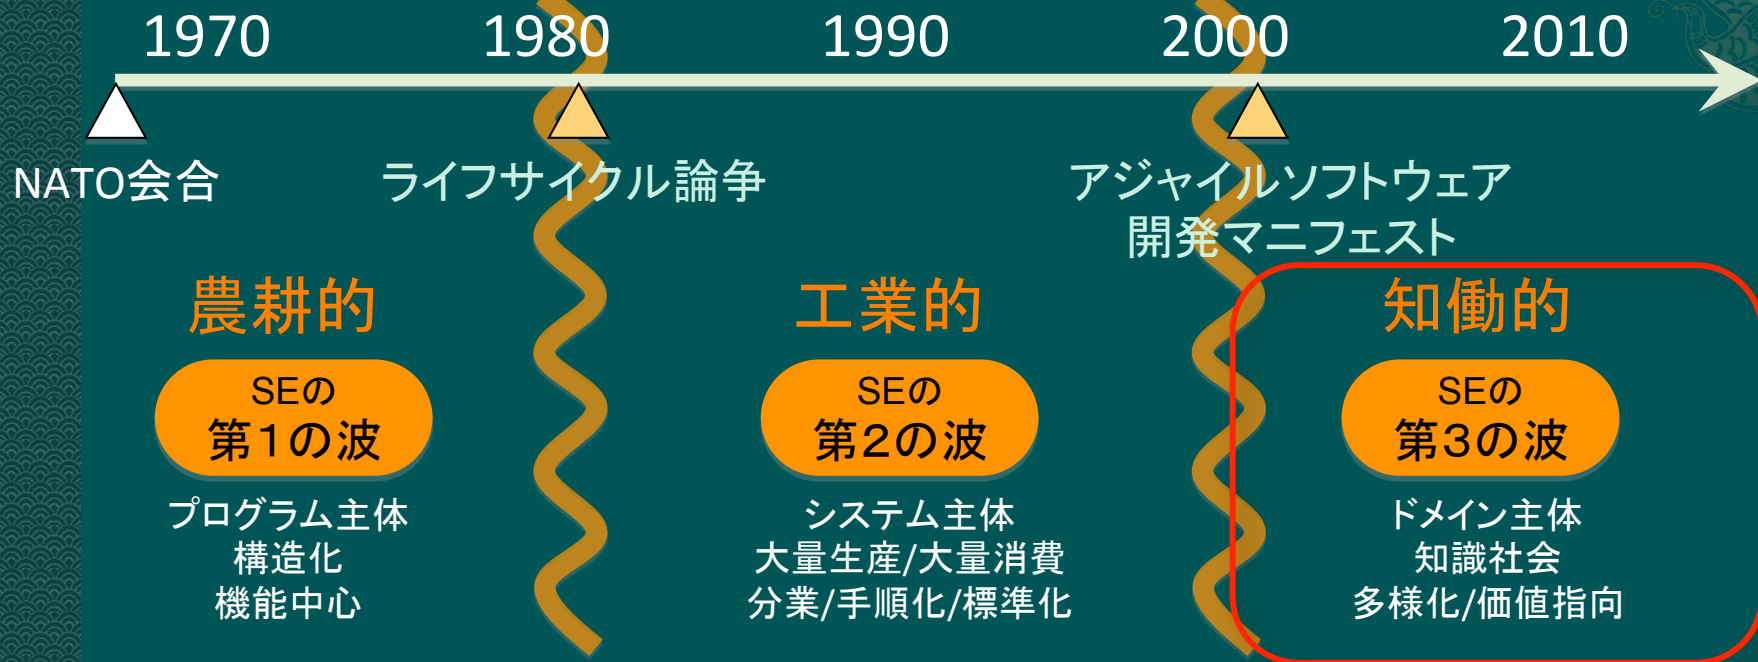 1970 1980 1990 2000 2010
NATO会合
ライフサイクル論争
アジャイルソフトウェア
開発マニフェスト
農耕的
SEの
第1の波
プログラム主体
構造化
機能中心
工業的
SEの
第2の波
システム主体
大量生産/大量消費
分業/手順化/標準化
知働的
SEの
第3の波
ドメイン主体
知識社会
多様化/価値指向